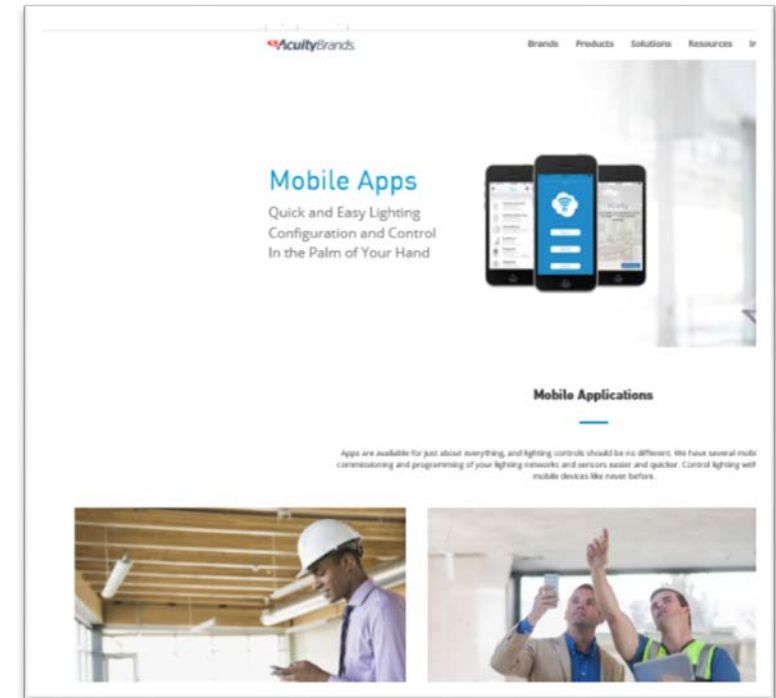 AcuityBrands.
Brands Products Solutions Resources
Mobile Apps
Quick and Easy Lighting
Configuration and Control
In the Palm of Your Hand
Mobile Applications
Apps are available for just about everything, and lighting controls should be no different. We have several
commissioning and programming of your lighting networks and sensors easier and quicker. Control lighting
mobile devices like never before.